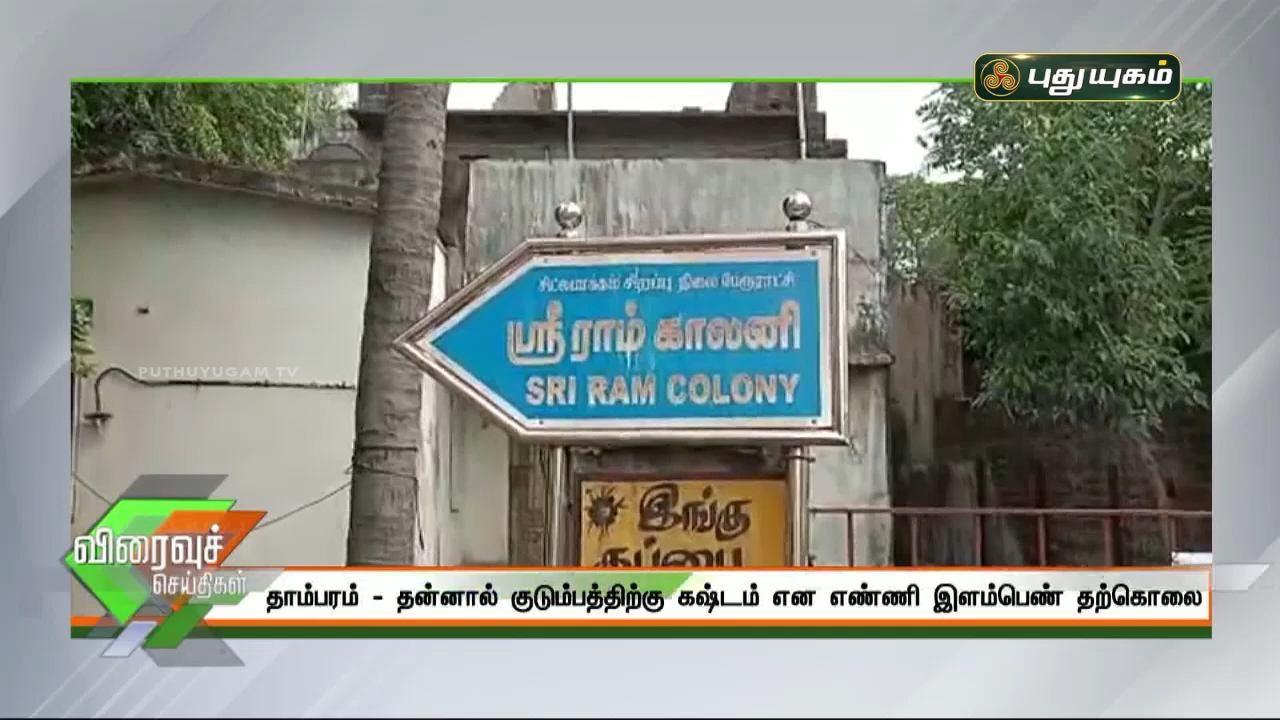 புதுயுகம்
சிட்லபாக்கம் சிறப்பு நிலை பேரூராட்சி
ஸ்ரீ ராம் காலனி
SRI RAM COLONY
PUTHUYUGAM TV
இங்கு
குப்பை
விரைவுச்
செய்திகள்
தாம்பரம் - தன்னால் குடும்பத்திற்கு கஷ்டம் என எண்ணி இளம்பெண் தற்கொலை